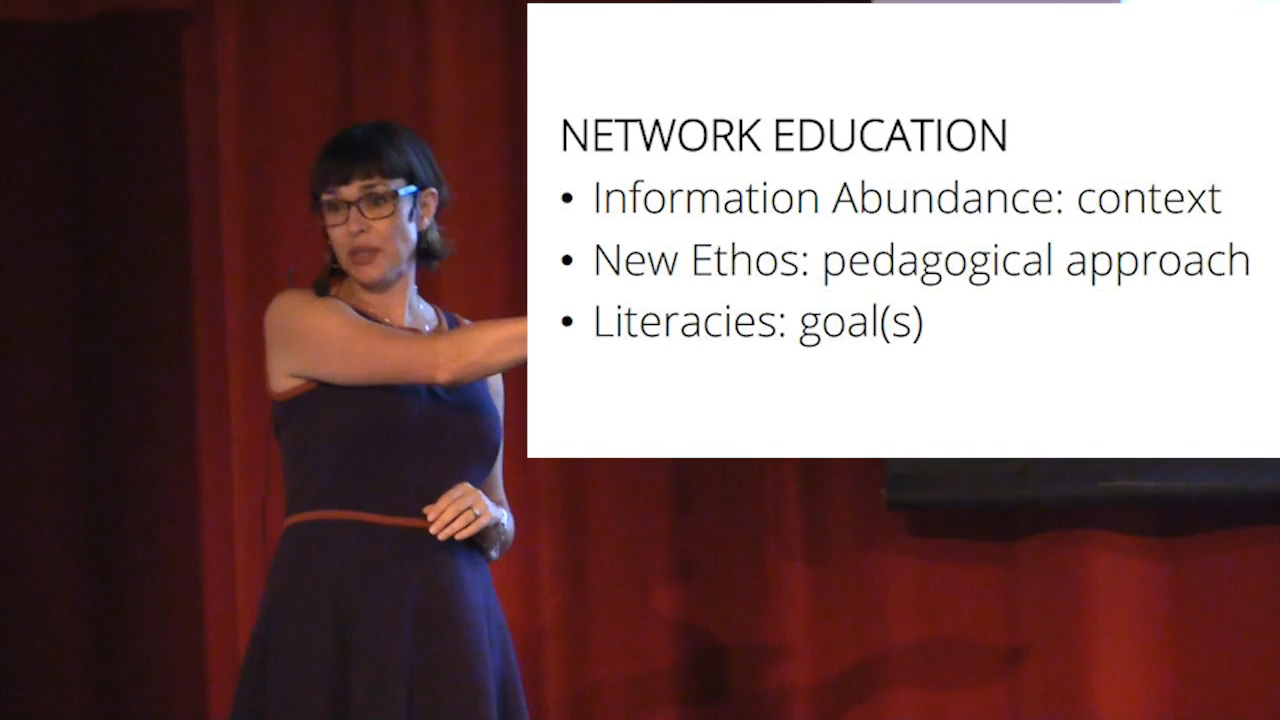 NETWORK EDUCATION
• Information Abundance: context
• New Ethos: pedagogical approach
• Literacies: goal(s)